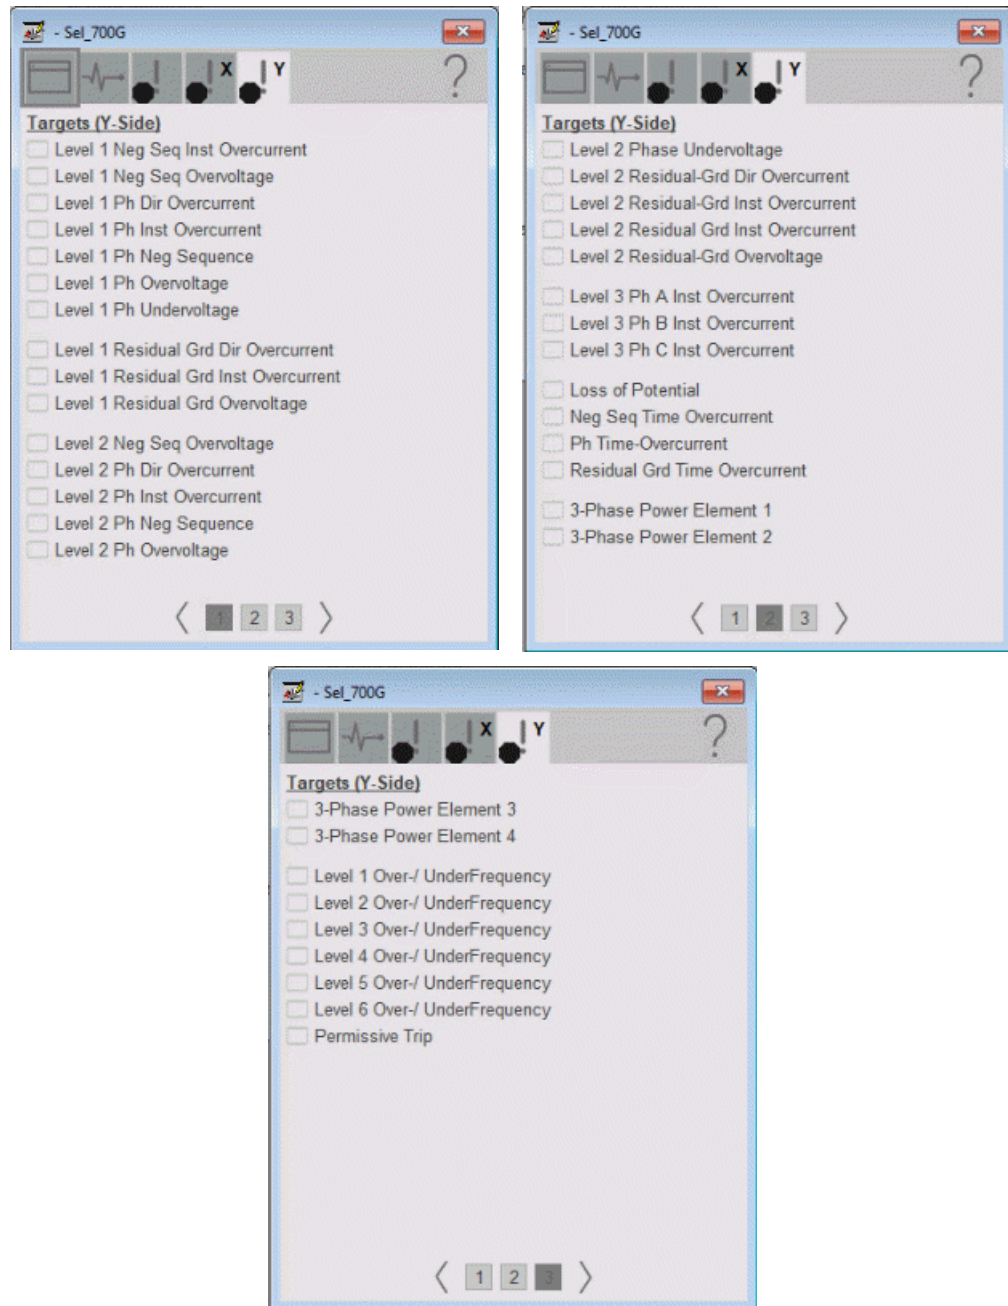 - Sel_700G
X Y ?
Targets (Y-Side)
Level 1 Neg Seq Inst Overcurrent
Level 1 Neg Seq Overvoltage
Level 1 Ph Dir Overcurrent
Level 1 Ph Inst Overcurrent
Level 1 Ph Neg Sequence
Level 1 Ph Overvoltage
Level 1 Ph Undervoltage
Level 1 Residual Grd Dir Overcurrent
Level 1 Residual Grd Inst Overcurrent
Level 1 Residual Grd Overvoltage
Level 2 Neg Seq Overvoltage
Level 2 Ph Dir Overcurrent
Level 2 Ph Inst Overcurrent
Level 2 Ph Neg Sequence
Level 2 Ph Overvoltage
1 2 3
- Sel_700G
X Y ?
Targets (Y-Side)
Level 2 Phase Undervoltage
Level 2 Residual-Grd Dir Overcurrent
Level 2 Residual-Grd Inst Overcurrent
Level 2 Residual Grd Inst Overcurrent
Level 2 Residual-Grd Overvoltage
Level 3 Ph A Inst Overcurrent
Level 3 Ph B Inst Overcurrent
Level 3 Ph C Inst Overcurrent
Loss of Potential
Neg Seq Time Overcurrent
Ph Time-Overcurrent
Residual Grd Time Overcurrent
3-Phase Power Element 1
3-Phase Power Element 2
1 2 3
- Sel_700G
X Y ?
Targets (Y-Side)
3-Phase Power Element 3
3-Phase Power Element 4
Level 1 Over-/ UnderFrequency
Level 2 Over-/ UnderFrequency
Level 3 Over-/ UnderFrequency
Level 4 Over-/ UnderFrequency
Level 5 Over-/ UnderFrequency
Level 6 Over-/ UnderFrequency
Permissive Trip
1 2 3